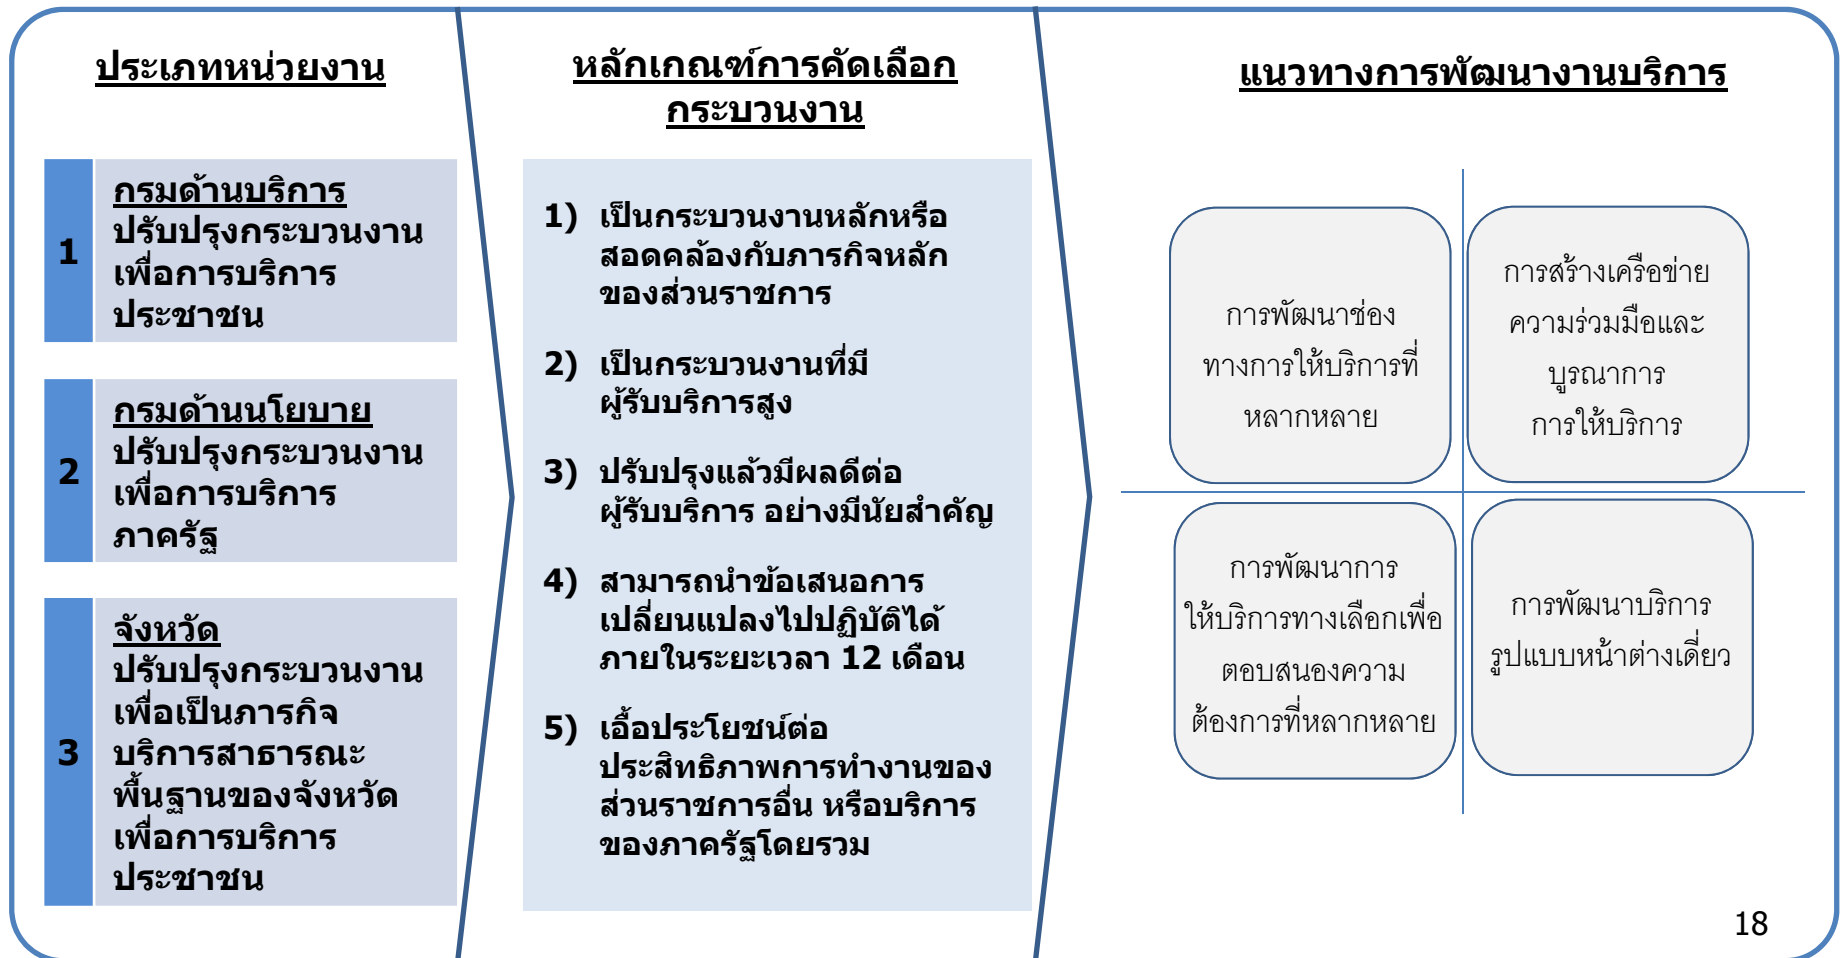 ประเภทหน่วยงาน
1
กรมด้านบริการ
ปรับปรุงกระบวนงาน
เพื่อการบริการ
ประชาชน
2
กรมด้านนโยบาย
ปรับปรุงกระบวนงาน
เพื่อการบริการ
ภาครัฐ
3
จังหวัด
ปรับปรุงกระบวนงาน
เพื่อเป็นภารกิจ
บริการสาธารณะ
พื้นฐานของจังหวัด
เพื่อการบริการ
ประชาชน
หลักเกณฑ์การคัดเลือก
กระบวนงาน
1) เป็นกระบวนงานหลักหรือ
สอดคล้องกับภารกิจหลัก
ของส่วนราชการ
2) เป็นกระบวนงานที่มี
ผู้รับบริการสูง
3) ปรับปรุงแล้วมีผลดีต่อ
ผู้รับบริการ อย่างมีนัยสำคัญ
4) สามารถนำข้อเสนอการ
เปลี่ยนแปลงไปปฏิบัติได้
ภายในระยะเวลา 12 เดือน
5) เอื้อประโยชน์ต่อ
ประสิทธิภาพการทำงานของ
ส่วนราชการอื่น หรือบริการ
ของภาครัฐโดยรวม
แนวทางการพัฒนางานบริการ
การพัฒนาช่อง
ทางการให้บริการที่
หลากหลาย
การสร้างเครือข่าย
ความร่วมมือและ
บูรณาการ
การให้บริการ
การพัฒนาการ
ให้บริการทางเลือกเพื่อ
ตอบสนองความ
ต้องการที่หลากหลาย
การพัฒนาบริการ
รูปแบบหน้าต่างเดี่ยว
18